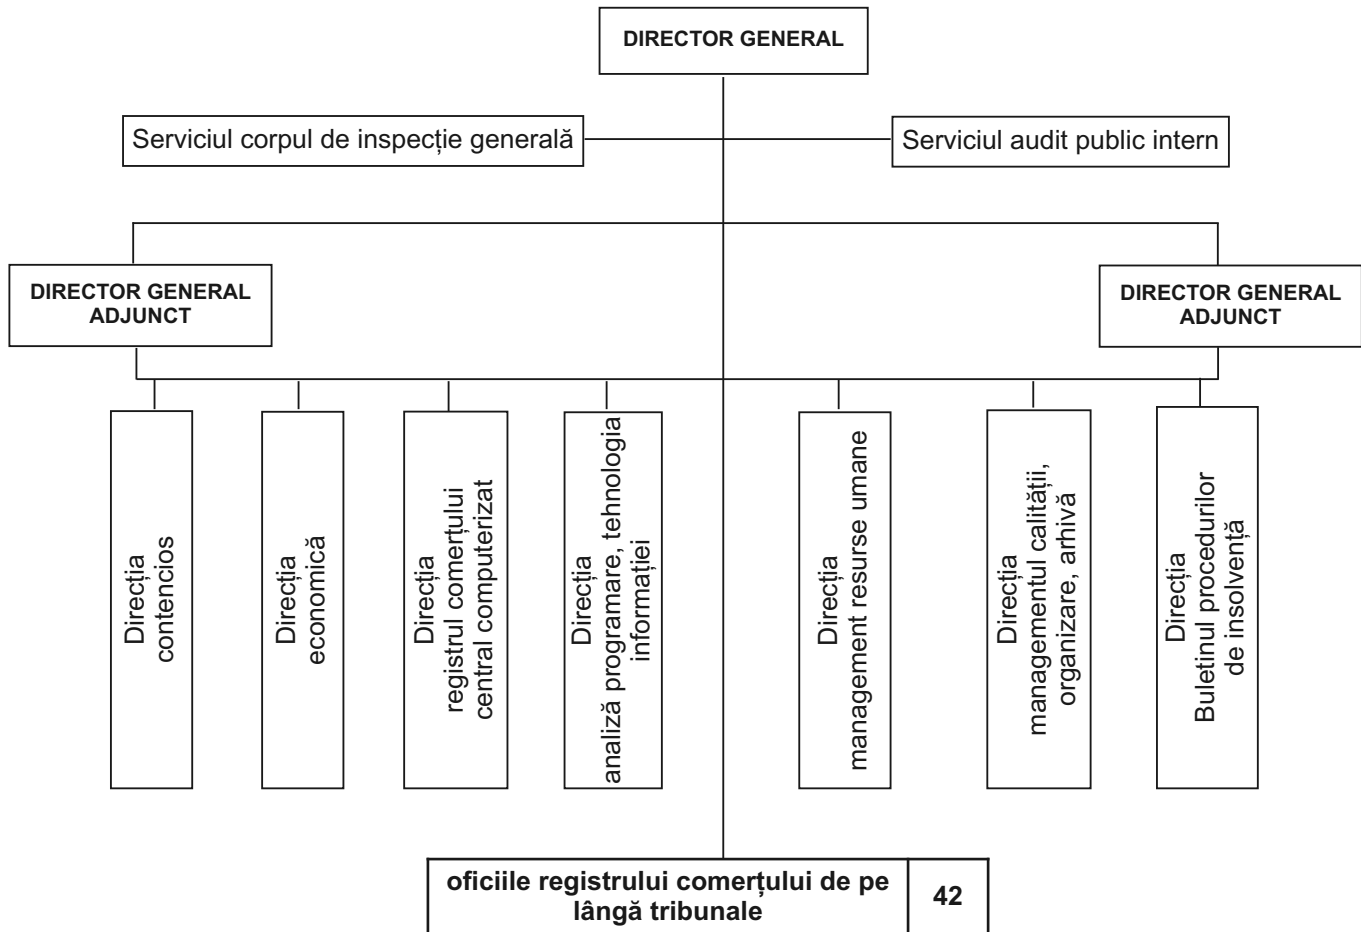 DIRECTOR GENERAL
Serviciul corpul de inspecție generală
Serviciul audit public intern
DIRECTOR GENERAL
ADJUNCT
DIRECTOR GENERAL
ADJUNCT
Direcția
contencios
Direcția
economică
Direcția
registrul comerțului
central computerizat
Direcția
analiză programare, tehnologia
informației
Direcția
management resurse umane
Direcția
managementul calității,
organizare, arhivă
Direcția
Buletinul procedurilor
de insolvență
oficiile registrului comerțului de pe
lângă tribunale
42